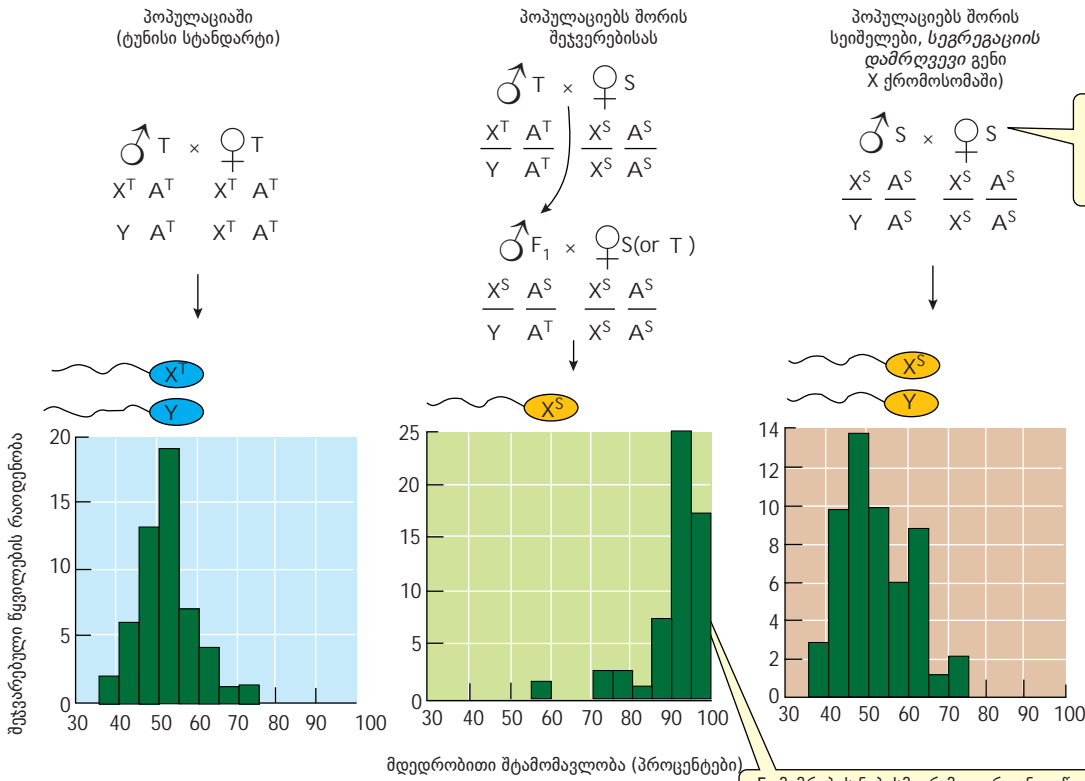 პოპულაციაში
(ტუნისი სტანდარტი)
♂ T × ♀ T
X^T A^T X^T A^T
Y A^T X^T A^T
X^T
Y
პოპულაციებს შორის
შეჯვერებისას
♂ T × ♀ S
X^T A^T X^S A^S
Y A^T X^S A^S
♂ F₁ × ♀ S(or T )
X^S A^S X^S A^S
Y A^T X^S A^S
X^S
პოპულაციებს შორის
სეიშელები, სეგრეგაციის
დამრღვევი გენი
X ქრომოსომაში)
♂ S × ♀ S
X^S A^S X^S A^S
Y A^S X^S A^S
X^S
Y
შეჯვარებული წყვილების რაოდენობა
20
15
10
5
0
30 40 50 60 70 80 90 100
25
20
15
10
5
0
30 40 50 60 70 80 90 100
14
12
10
8
6
4
2
0
30 40 50 60 70 80 90 100
მდედრობითი შტამომავლობა (პროცენტები)